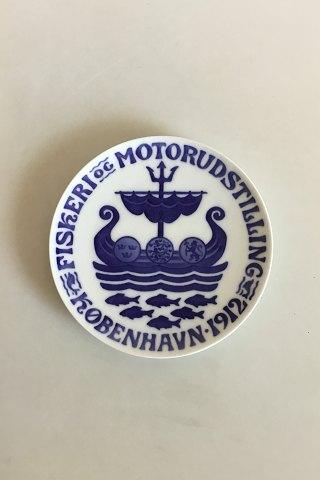 FISKERI OG MOTORUDSTILLING
KØBENHAVN · 1912